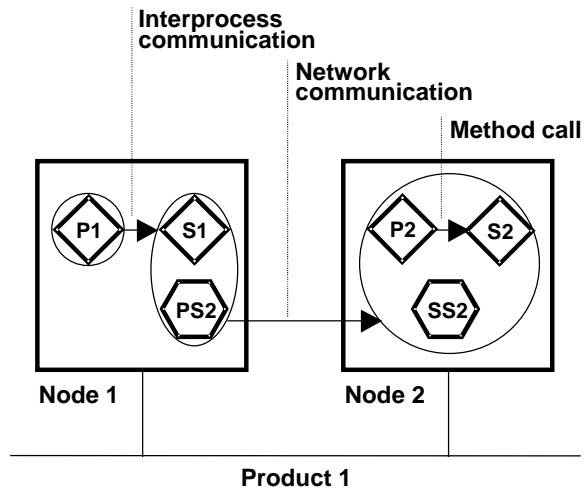 Interprocess
communication
Network
communication
Method call
P1
S1
P2
S2
PS2
SS2
Node 1
Node 2
Product 1